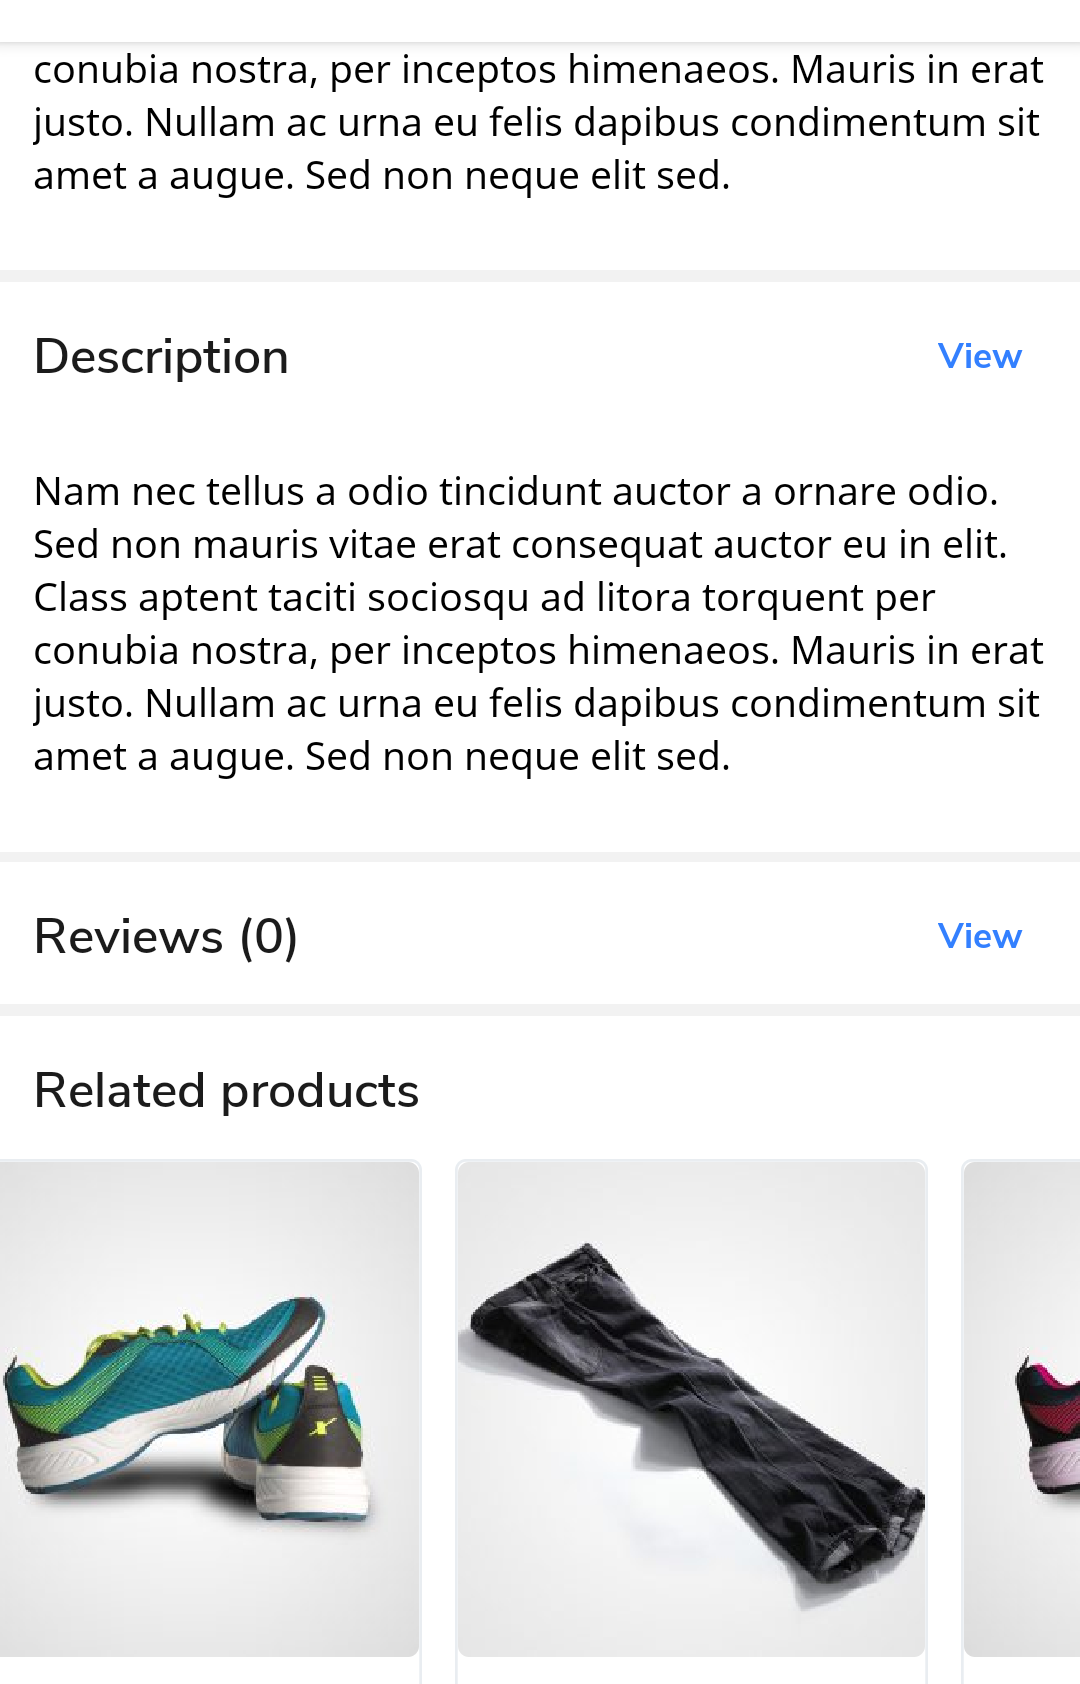 conubia nostra, per inceptos himenaeos. Mauris in erat
justo. Nullam ac urna eu felis dapibus condimentum sit
amet a augue. Sed non neque elit sed.
Description
View
Nam nec tellus a odio tincidunt auctor a ornare odio.
Sed non mauris vitae erat consequat auctor eu in elit.
Class aptent taciti sociosqu ad litora torquent per
conubia nostra, per inceptos himenaeos. Mauris in erat
justo. Nullam ac urna eu felis dapibus condimentum sit
amet a augue. Sed non neque elit sed.
Reviews (0)
View
Related products